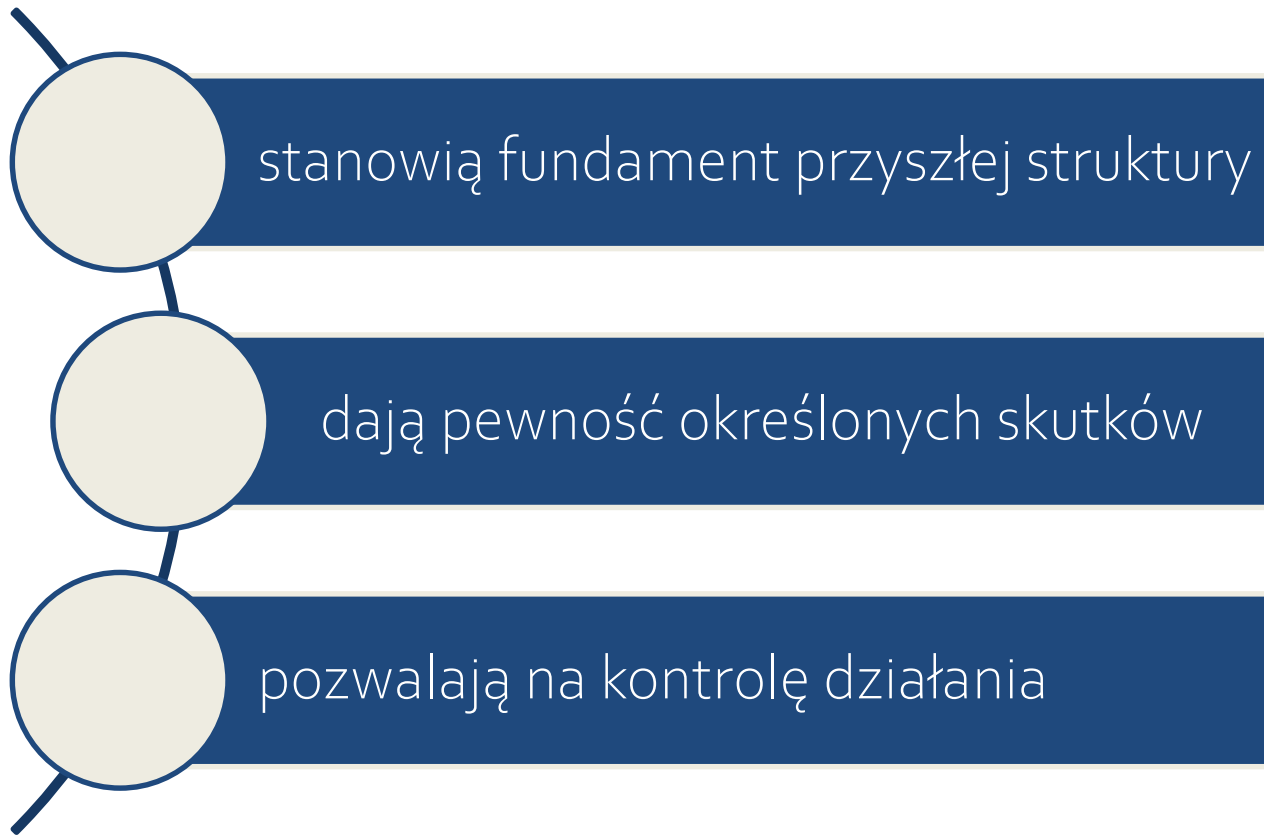 stanowią fundament przyszłej struktury
dają pewność określonych skutków
pozwalają na kontrolę działania